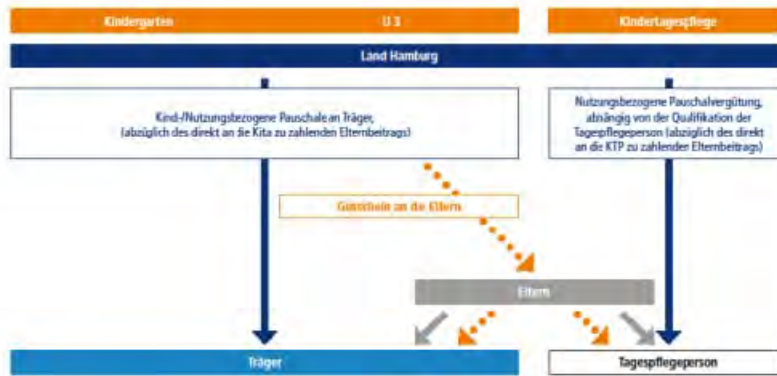 Kindergarten
U 3
Kindertagespflege
Land Hamburg
Kind-/Nutzungsbezogene Pauschale an Träger,
(abzüglich des direkt an die Kita zu zahlenden Elternbeitrags)
Nutzungsbezogene Pauschalvergütung,
abhängig von der Qualifikation der
Tagespflegeperson (abzüglich des direkt
an die KTP zu zahlenden Elternbeitrags)
Gutschein an die Eltern
Eltern
Träger
Tagespflegeperson